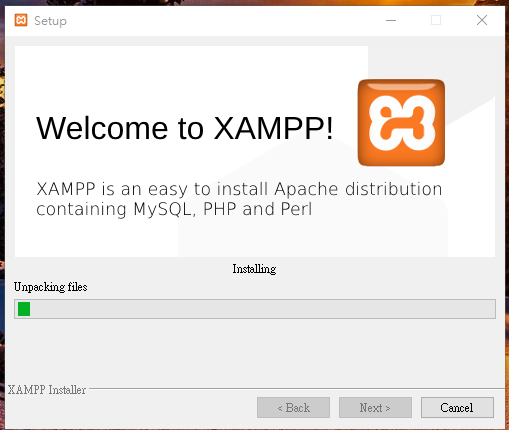 Setup
Welcome to XAMPP!
XAMPP is an easy to install Apache distribution
containing MySQL, PHP and Perl
Installing
Unpacking files
XAMPP Installer
< Back
Next >
Cancel